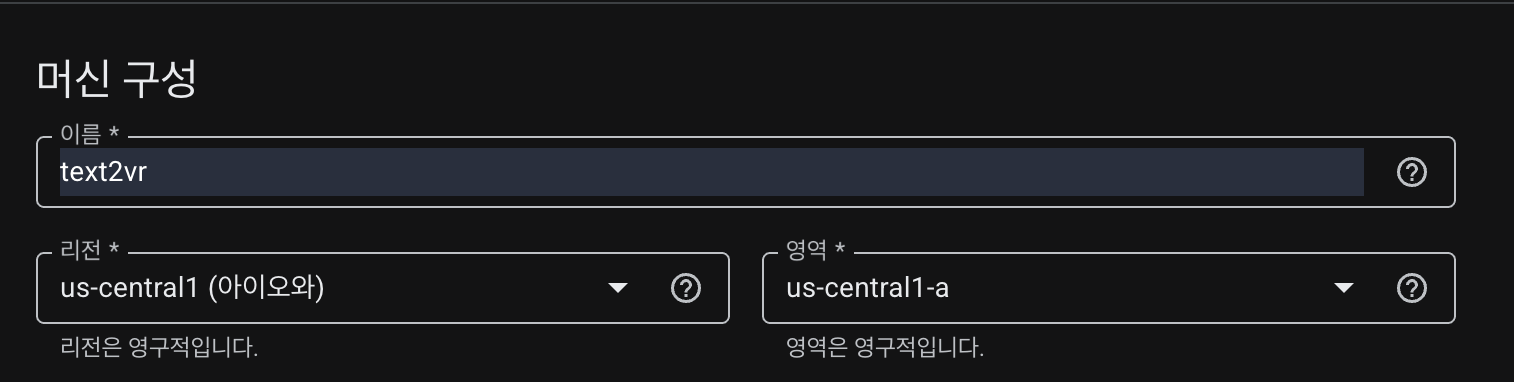 머신 구성
이름 *
text2vr
리전 *
us-central1 (아이오와)
리전은 영구적입니다.
영역 *
us-central1-a
영역은 영구적입니다.